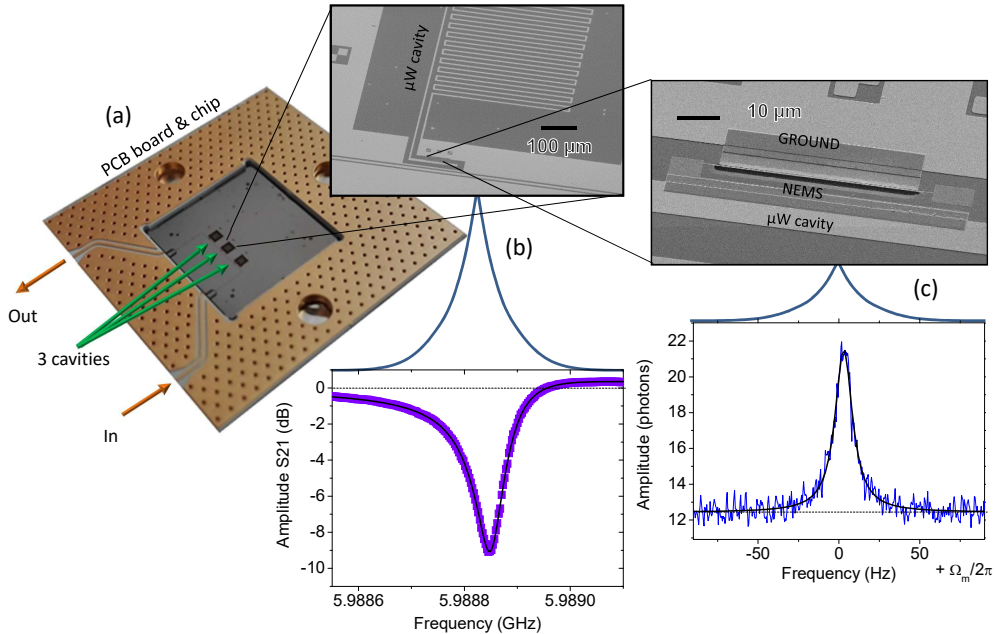 (a)
PCB board & chip
Out
3 cavities
In
µW cavity
100 µm
10 µm
GROUND
NEMS
µW cavity
(b)
Amplitude S21 (dB)
0
-2
-4
-6
-8
-10
5.9886 5.9888 5.9890
Frequency (GHz)
(c)
Amplitude (photons)
22
20
18
16
14
12
-50 0 50
+ Ωm/2π
Frequency (Hz)